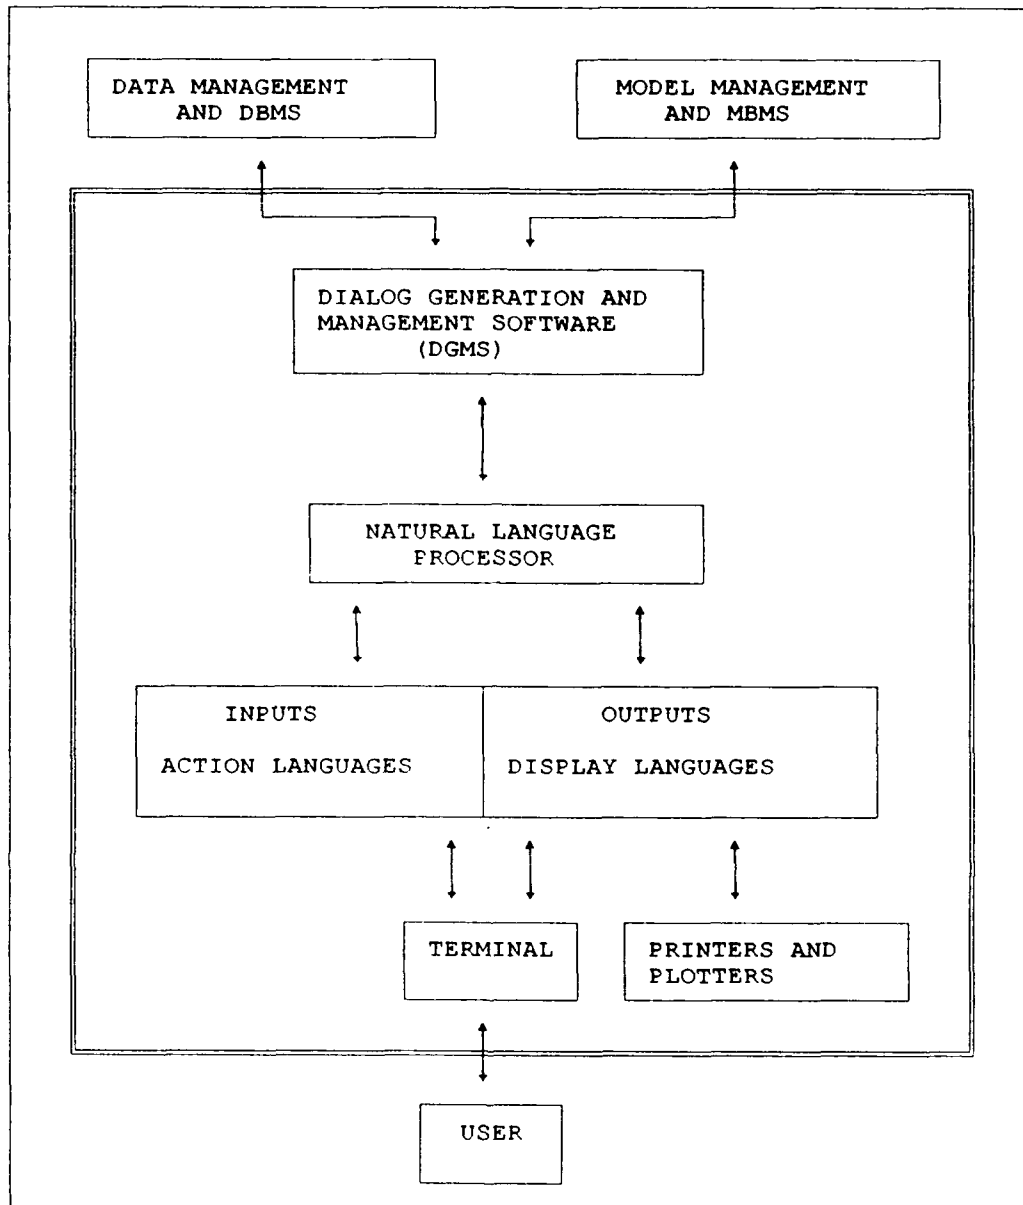 DATA MANAGEMENT
AND DBMS
MODEL MANAGEMENT
AND MBMS
DIALOG GENERATION AND
MANAGEMENT SOFTWARE
(DGMS)
NATURAL LANGUAGE
PROCESSOR
INPUTS
ACTION LANGUAGES
OUTPUTS
DISPLAY LANGUAGES
TERMINAL
PRINTERS AND
PLOTTERS
USER